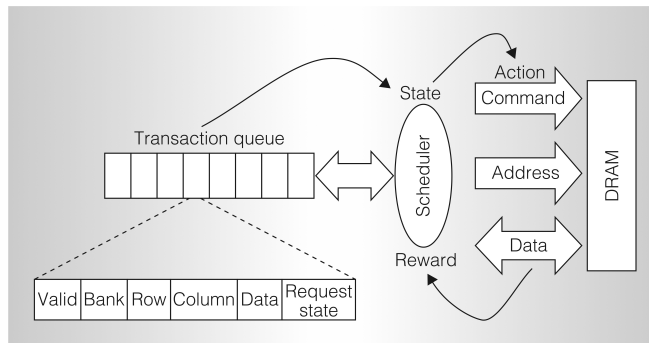 Action
State
Command
Transaction queue
Scheduler
Address
DRAM
Data
Reward
Valid
Bank
Row
Column
Data
Request
state